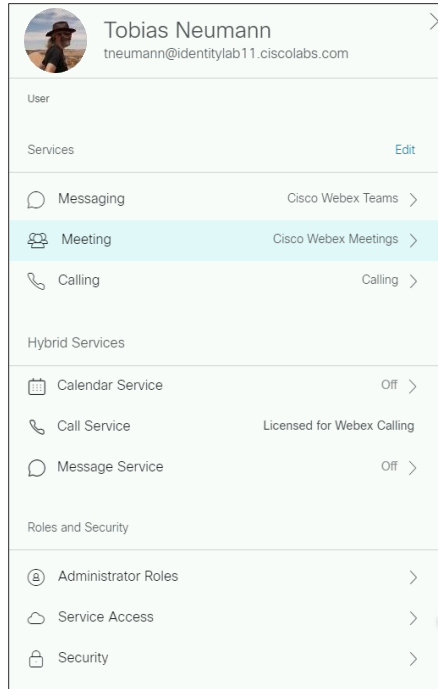 Tobias Neumann
tneumann@identitylab11.ciscolabs.com
User
Services Edit
Messaging Cisco Webex Teams
Meeting Cisco Webex Meetings
Calling Calling
Hybrid Services
Calendar Service Off
Call Service Licensed for Webex Calling
Message Service Off
Roles and Security
Administrator Roles
Service Access
Security